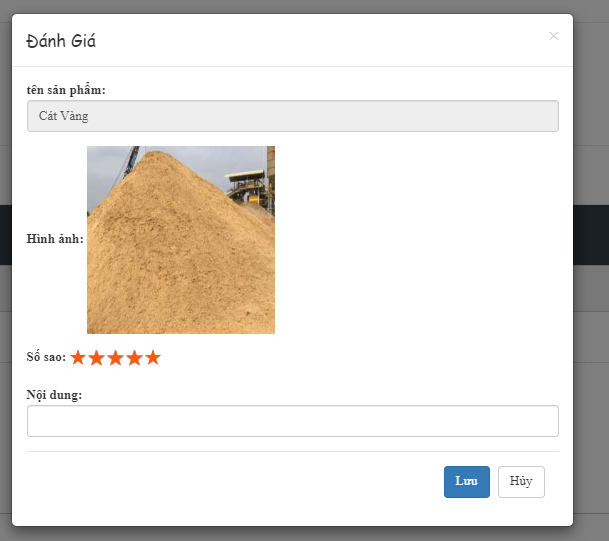 Đánh Giá
×
tên sản phẩm:
Cát Vàng
Hình ảnh:
Số sao: ★★★★★
Nội dung:
Lưu Hủy